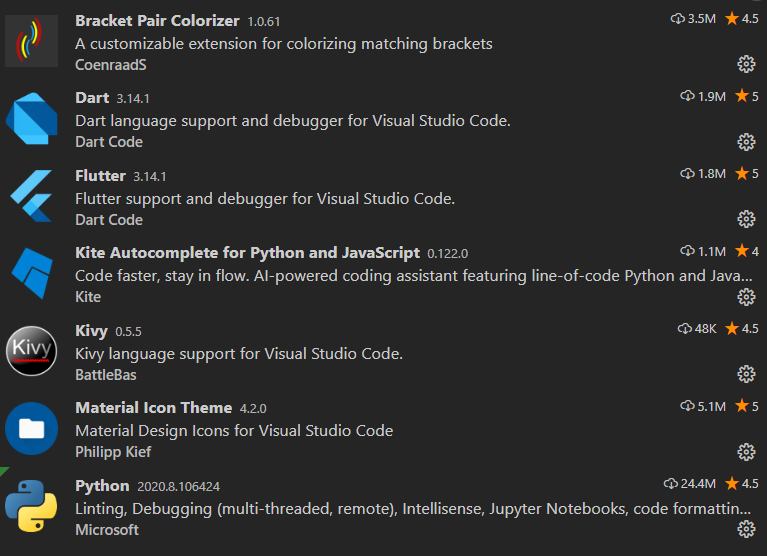 Bracket Pair Colorizer 1.0.61 3.5M 4.5
A customizable extension for colorizing matching brackets
CoenraadS
Dart 3.14.1 1.9M 5
Dart language support and debugger for Visual Studio Code.
Dart Code
Flutter 3.14.1 1.8M 5
Flutter support and debugger for Visual Studio Code.
Dart Code
Kite Autocomplete for Python and JavaScript 0.122.0 1.1M 4
Code faster, stay in flow. AI-powered coding assistant featuring line-of-code Python and Java...
Kite
Kivy
Kivy 0.5.5 48K 4.5
Kivy language support for Visual Studio Code.
BattleBas
Material Icon Theme 4.2.0 5.1M 5
Material Design Icons for Visual Studio Code
Philipp Kief
Python 2020.8.106424 24.4M 4.5
Linting, Debugging (multi-threaded, remote), Intellisense, Jupyter Notebooks, code formattin...
Microsoft